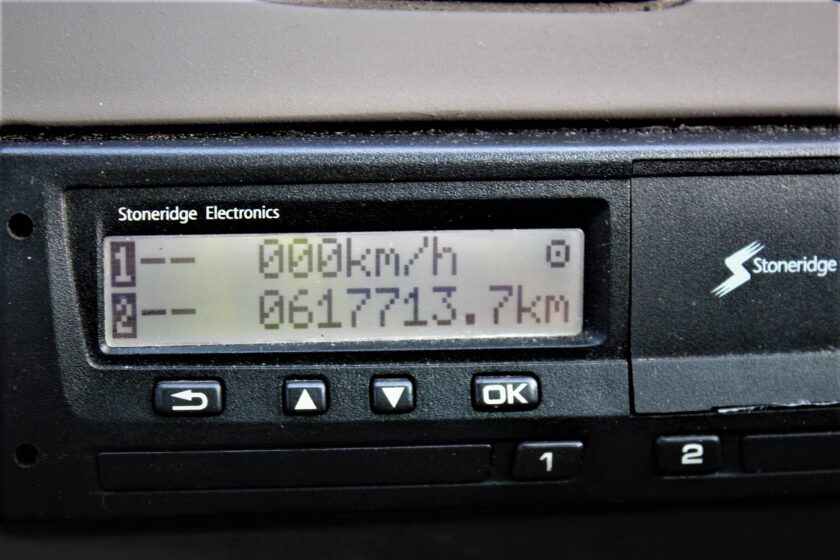 Stoneridge Electronics
1-- 000km/h
2-- 0617713.7km
Stoneridge
OK
1
2